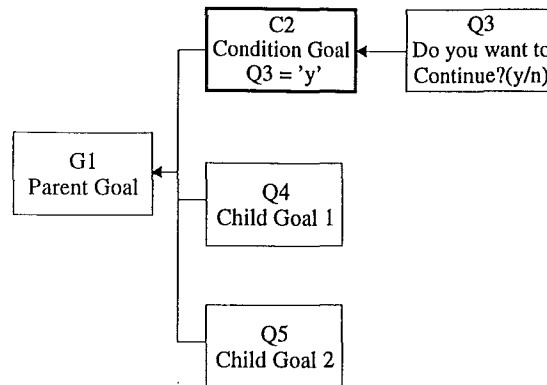 C2
Condition Goal
Q3 = 'y'
Q3
Do you want to
Continue?(y/n)
G1
Parent Goal
Q4
Child Goal 1
Q5
Child Goal 2